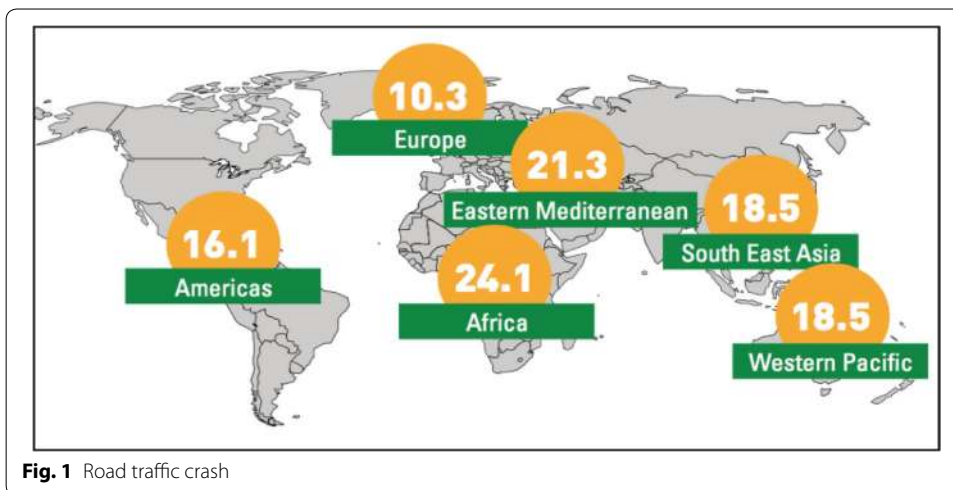 10.3
Europe
21.3
Eastern Mediterranean
18.5
South East Asia
16.1
Americas
24.1
Africa
18.5
Western Pacific
Fig. 1 Road traffic crash